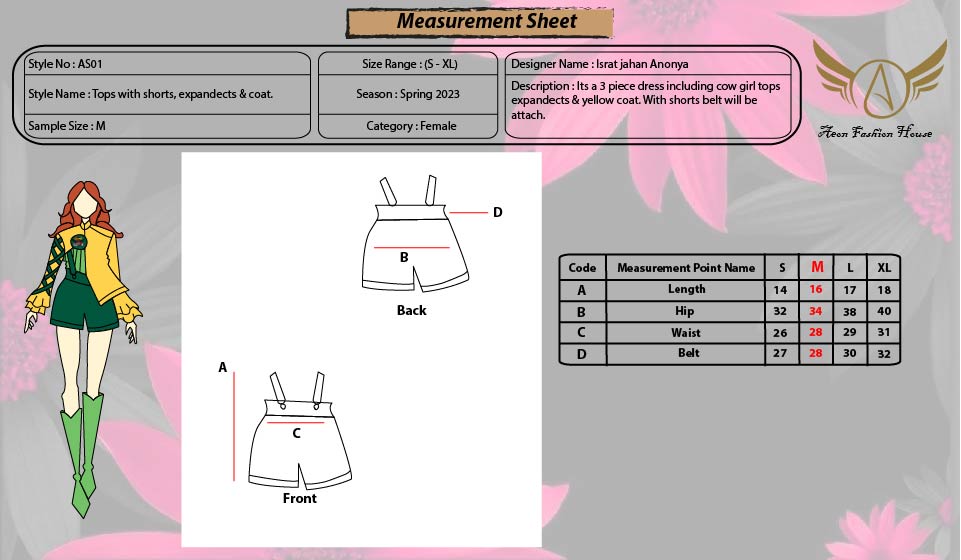 Measurement Sheet
Style No : AS01
Style Name : Tops with shorts, expandects & coat.
Sample Size : M
Size Range : (S - XL)
Season : Spring 2023
Category : Female
Designer Name : Israt jahan Anonya
Description : Its a 3 piece dress including cow girl tops
expandects & yellow coat. With shorts belt will be
attach.
A
Aeon Fashion House
D
B
Back
A
C
Front
Code Measurement Point Name S M L XL
A Length 14 16 17 18
B Hip 32 34 38 40
C Waist 26 28 29 31
D Belt 27 28 30 32